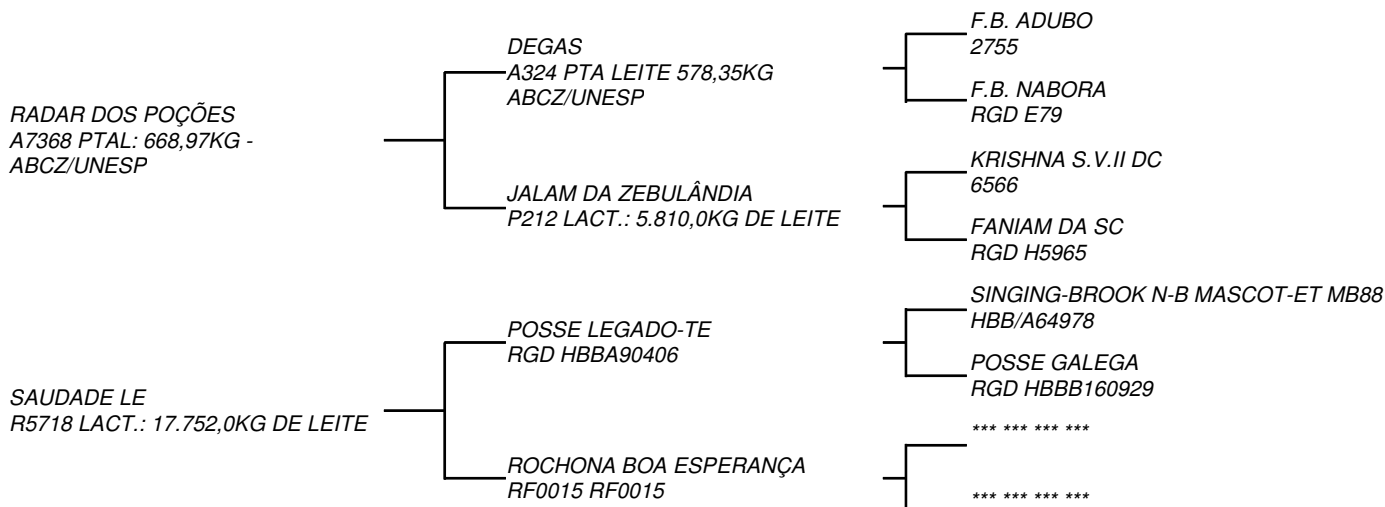 RADAR DOS POÇÕES
A7368 PTAL: 668,97KG -
ABCZ/UNESP
DEGAS
A324 PTA LEITE 578,35KG
ABCZ/UNESP
F.B. ADUBO
2755
F.B. NABORA
RGD E79
JALAM DA ZEBULÂNDIA
P212 LACT.: 5.810,0KG DE LEITE
KRISHNA S.V.II DC
6566
FANIAM DA SC
RGD H5965
SAUDADE LE
R5718 LACT.: 17.752,0KG DE LEITE
POSSE LEGADO-TE
RGD HBBA90406
SINGING-BROOK N-B MASCOT-ET MB88
HBB/A64978
POSSE GALEGA
RGD HBBB160929
ROCHONA BOA ESPERANÇA
RF0015 RF0015
*** *** *** ***
*** *** *** ***